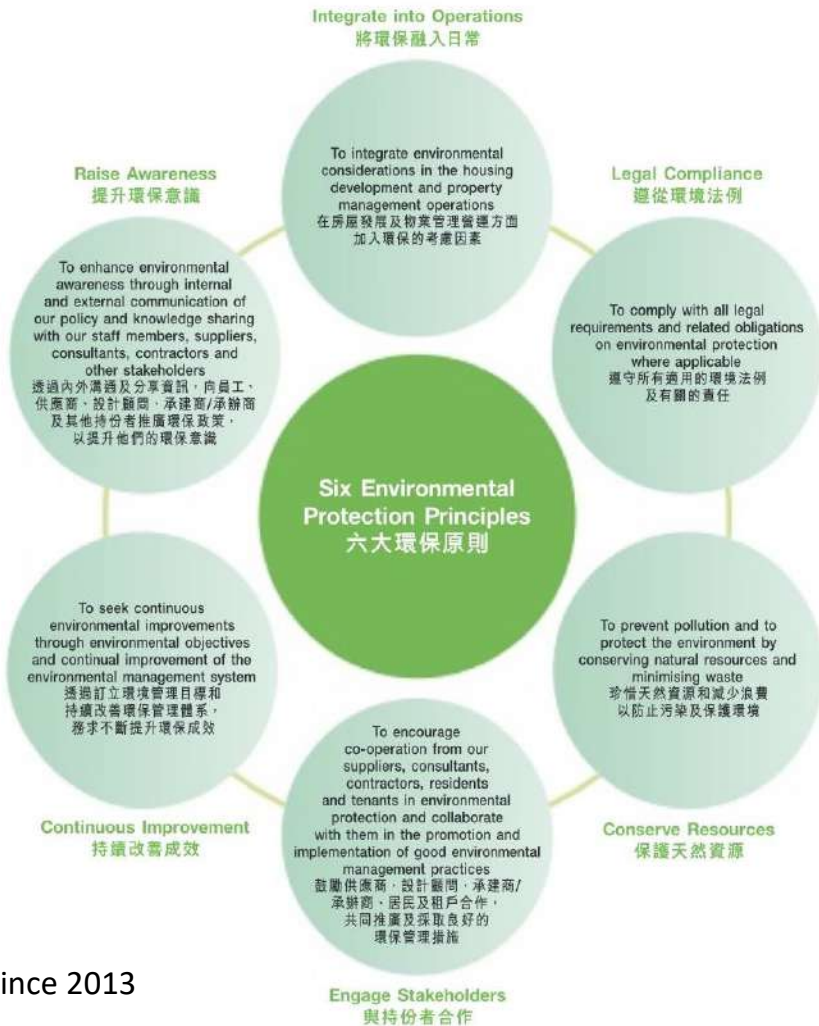 Integrate into Operations
將環保融入日常
To integrate environmental
considerations in the housing
development and property
management operations
在房屋發展及物業管理營運方面
加入環保的考慮因素
Legal Compliance
遵從環境法例
To comply with all legal
requirements and related obligations
on environmental protection
where applicable
遵守所有適用的環境法例
及有關的責任
To prevent pollution and to
protect the environment by
conserving natural resources and
minimising waste
珍惜天然資源和減少浪費
以防止污染及保護環境
Conserve Resources
保護天然資源
To encourage
co-operation from our
suppliers, consultants,
contractors, residents
and tenants in environmental
protection and collaborate
with them in the promotion and
implementation of good environmental
management practices
鼓勵供應商、設計顧問、承建商/
承辦商、居民及租戶合作，
共同推廣及採取良好的
環保管理措施
Engage Stakeholders
與持份者合作
To seek continuous
environmental improvements
through environmental objectives
and continual improvement of the
environmental management system
透過訂立環境管理目標和
持續改善環保管理體系，
務求不斷提升環保成效
Continuous Improvement
持續改善成效
Raise Awareness
提升環保意識
To enhance environmental
awareness through internal
and external communication of
our policy and knowledge sharing
with our staff members, suppliers,
consultants, contractors and
other stakeholders
透過內外溝通及分享資訊，向員工、
供應商、設計顧問、承建商/承辦商
及其他持份者推廣環保政策，
以提升他們的環保意識
Six Environmental
Protection Principles
六大環保原則
ince 2013